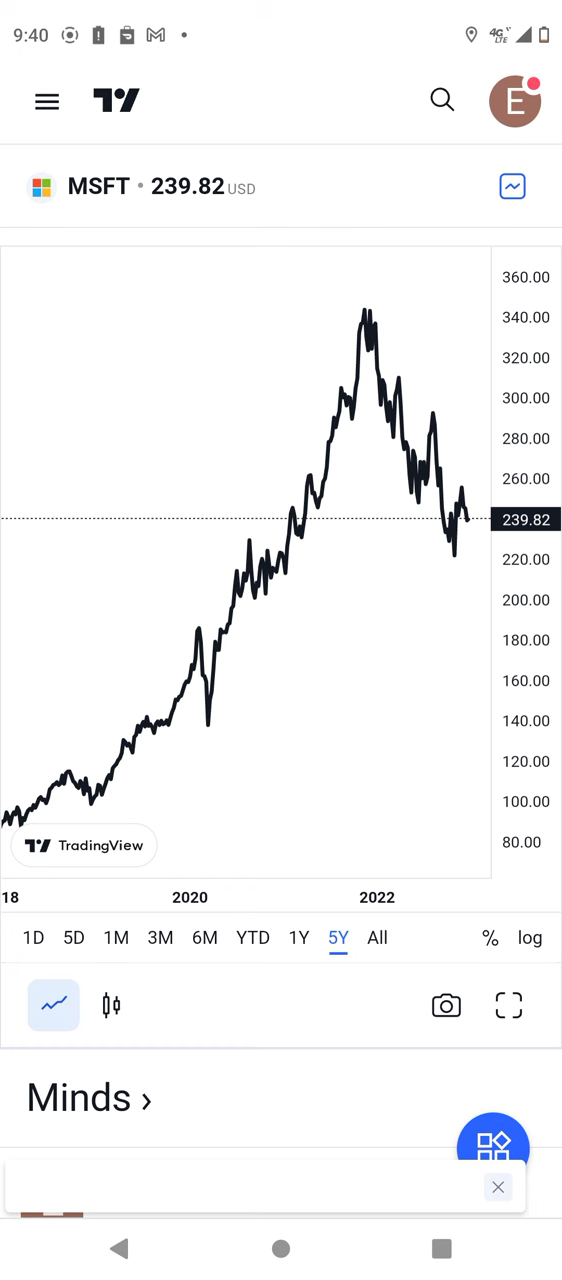 9:40
4G LTE
E
MSFT • 239.82 USD
360.00
340.00
320.00
300.00
280.00
260.00
239.82
220.00
200.00
180.00
160.00
140.00
120.00
100.00
80.00
TradingView
18 2020 2022
1D 5D 1M 3M 6M YTD 1Y 5Y All % log
Minds ›